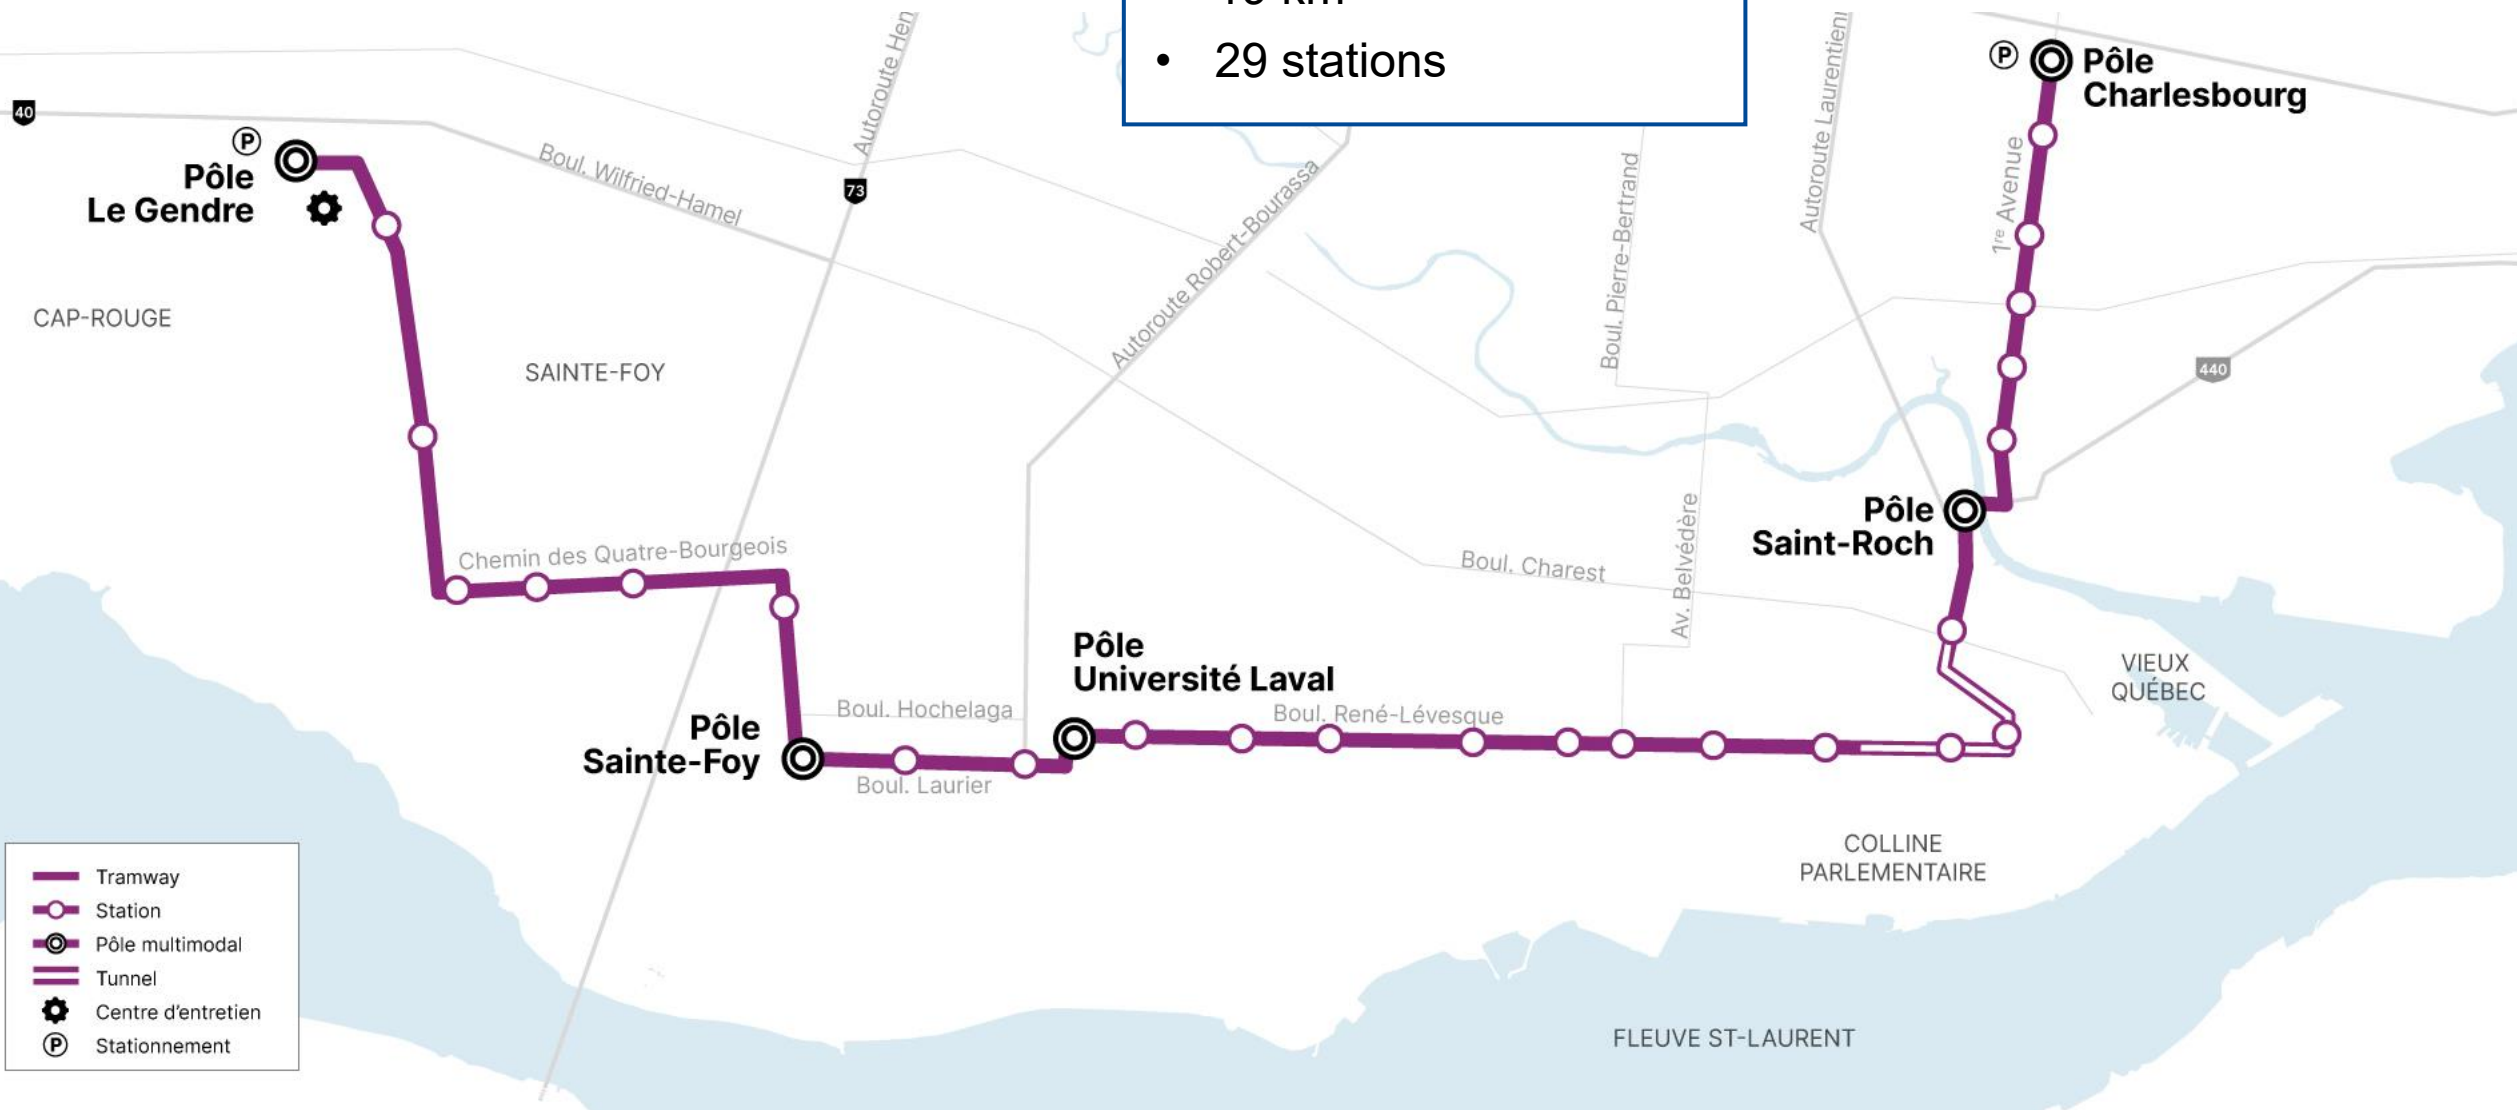 • 29 stations
40
P
Pôle
Le Gendre
CAP-ROUGE
SAINTE-FOY
Boul. Wilfried-Hamel
Autoroute Hen
73
Autoroute Robert-Bourassa
Boul. Pierre-Bertrand
Autoroute Laurentien
1re Avenue
P
Pôle
Charlesbourg
440
Chemin des Quatre-Bourgeois
Pôle
Sainte-Foy
Boul. Hochelaga
Boul. Laurier
Pôle
Université Laval
Boul. René-Lévesque
Boul. Charest
Av. Belvédère
Pôle
Saint-Roch
VIEUX
QUÉBEC
COLLINE
PARLEMENTAIRE
FLEUVE ST-LAURENT
Tramway
Station
Pôle multimodal
Tunnel
Centre d'entretien
P Stationnement